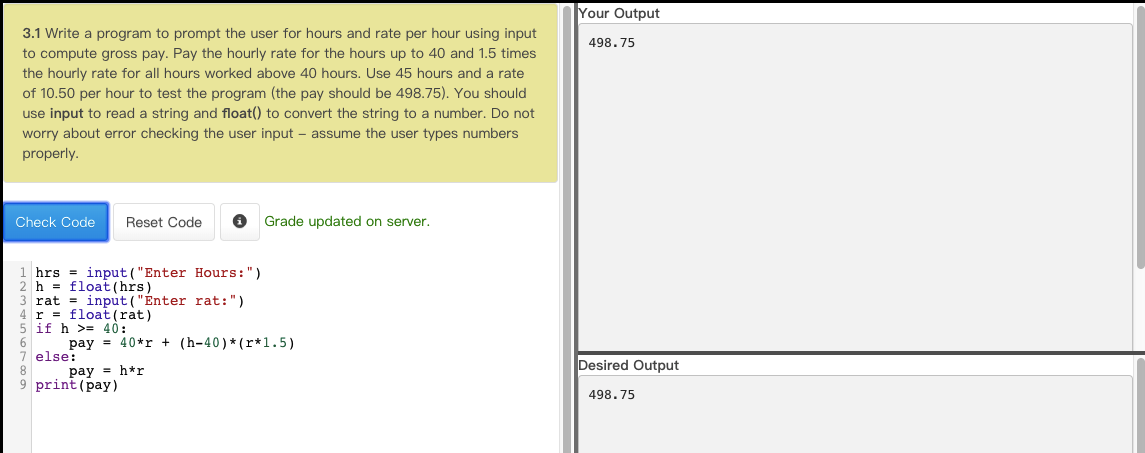 3.1 Write a program to prompt the user for hours and rate per hour using input
to compute gross pay. Pay the hourly rate for the hours up to 40 and 1.5 times
the hourly rate for all hours worked above 40 hours. Use 45 hours and a rate
of 10.50 per hour to test the program (the pay should be 498.75). You should
use input to read a string and float() to convert the string to a number. Do not
worry about error checking the user input – assume the user types numbers
properly.
Check Code
Reset Code
Grade updated on server.
1 hrs = input("Enter Hours:")
2 h = float(hrs)
3 rat = input("Enter rat:")
4 r = float(rat)
5 if h >= 40:
6     pay = 40*r + (h-40)*(r*1.5)
7 else:
8     pay = h*r
9 print(pay)
Your Output
498.75
Desired Output
498.75